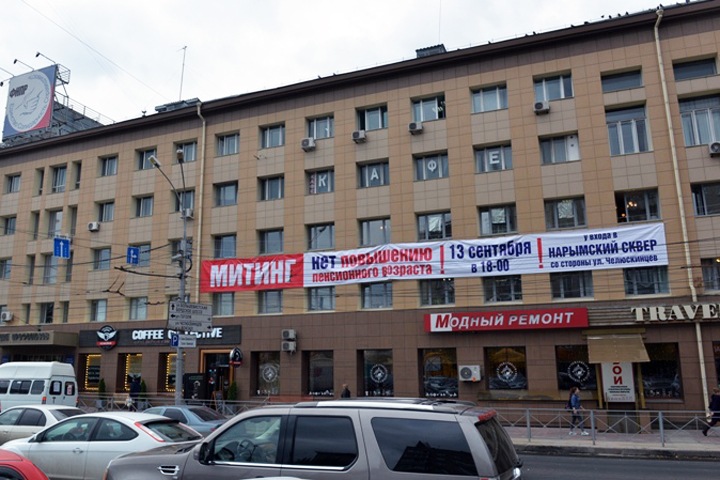 КАФЕ
МИТИНГ
нет повышению
пенсионного возраста!
13 сентября
в 18-00
!
у входа в
НАРЫМСКИЙ СКВЕР
со стороны ул. Челюскинцев
МОДНЫЙ РЕМОНТ
TRAVE
COFFEE